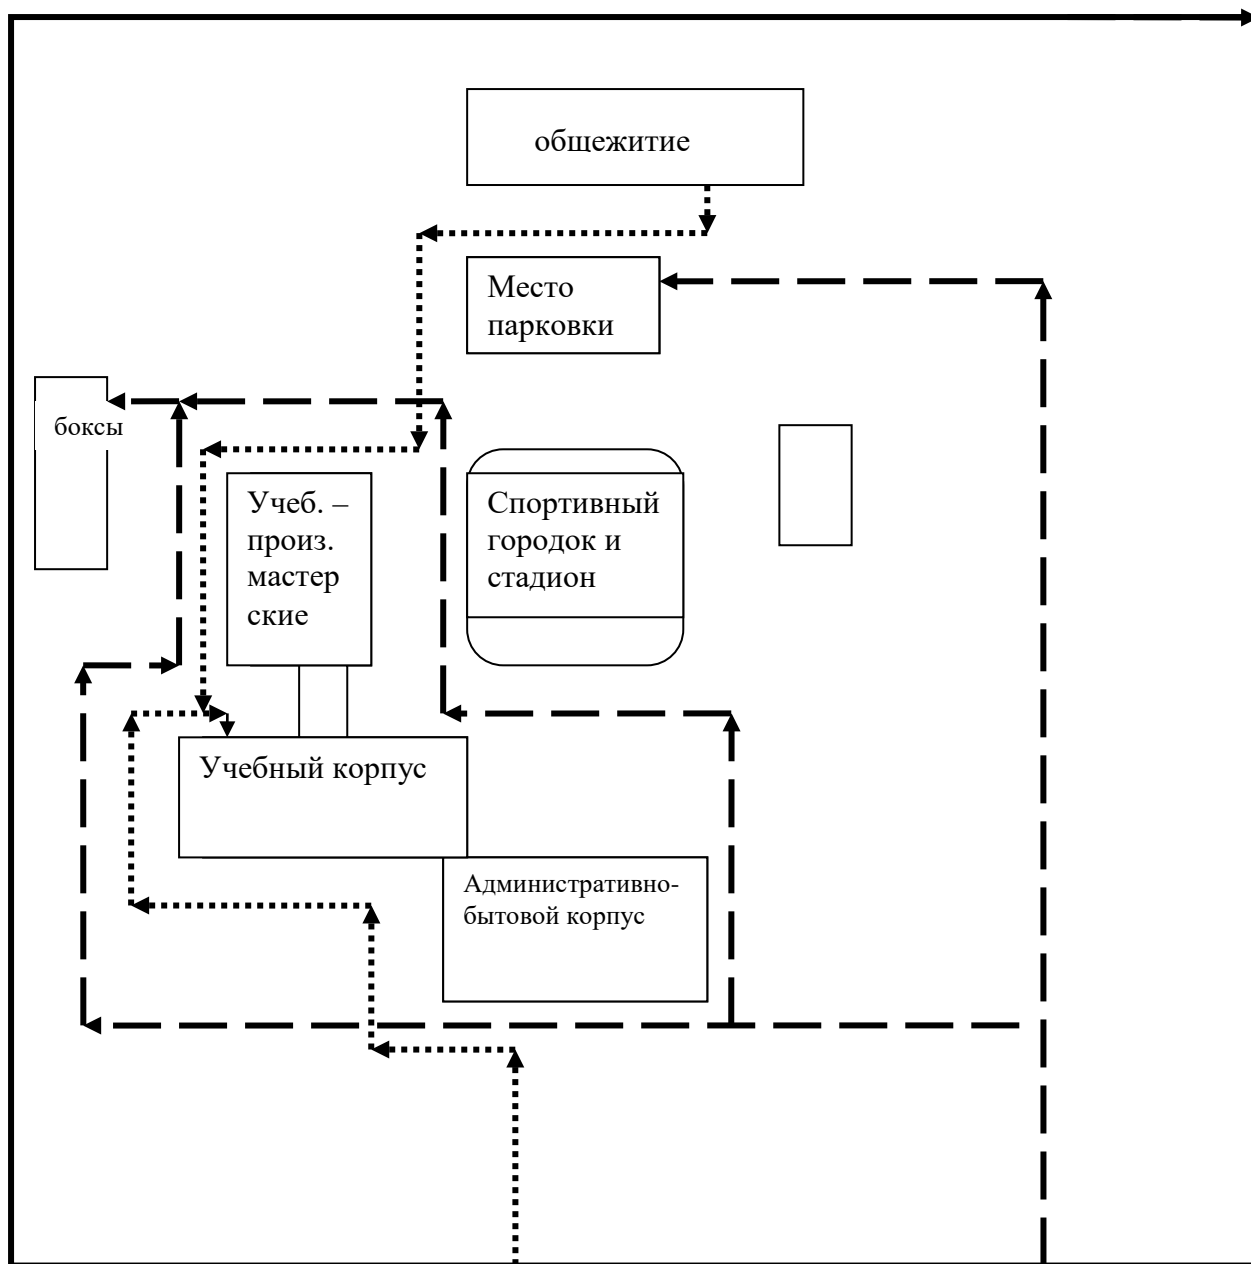 общежитие
Место
парковки
боксы
Учеб. –
произ.
мастер
ские
Спортивный
городок и
стадион
Учебный корпус
Административно-
бытовой корпус